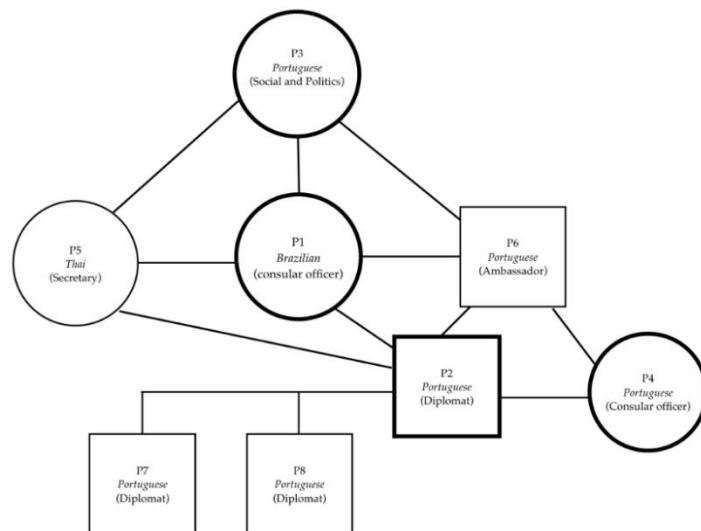 P3
Portuguese
(Social and Politics)
P5
Thai
(Secretary)
P1
Brazilian
(consular officer)
P6
Portuguese
(Ambassador)
P2
Portuguese
(Diplomat)
P4
Portuguese
(Consular officer)
P7
Portuguese
(Diplomat)
P8
Portuguese
(Diplomat)